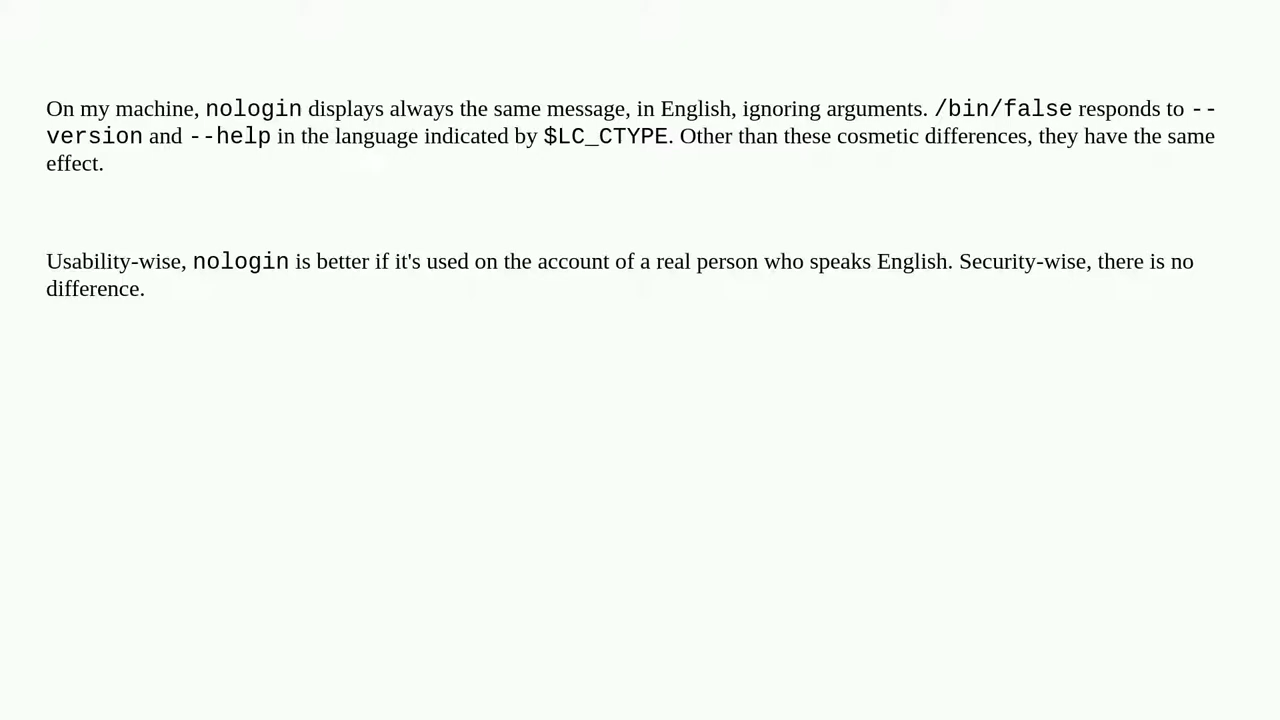 On my machine, nologin displays always the same message, in English, ignoring arguments. /bin/false responds to --
version and --help in the language indicated by $LC_CTYPE. Other than these cosmetic differences, they have the same
effect.
Usability-wise, nologin is better if it's used on the account of a real person who speaks English. Security-wise, there is no
difference.